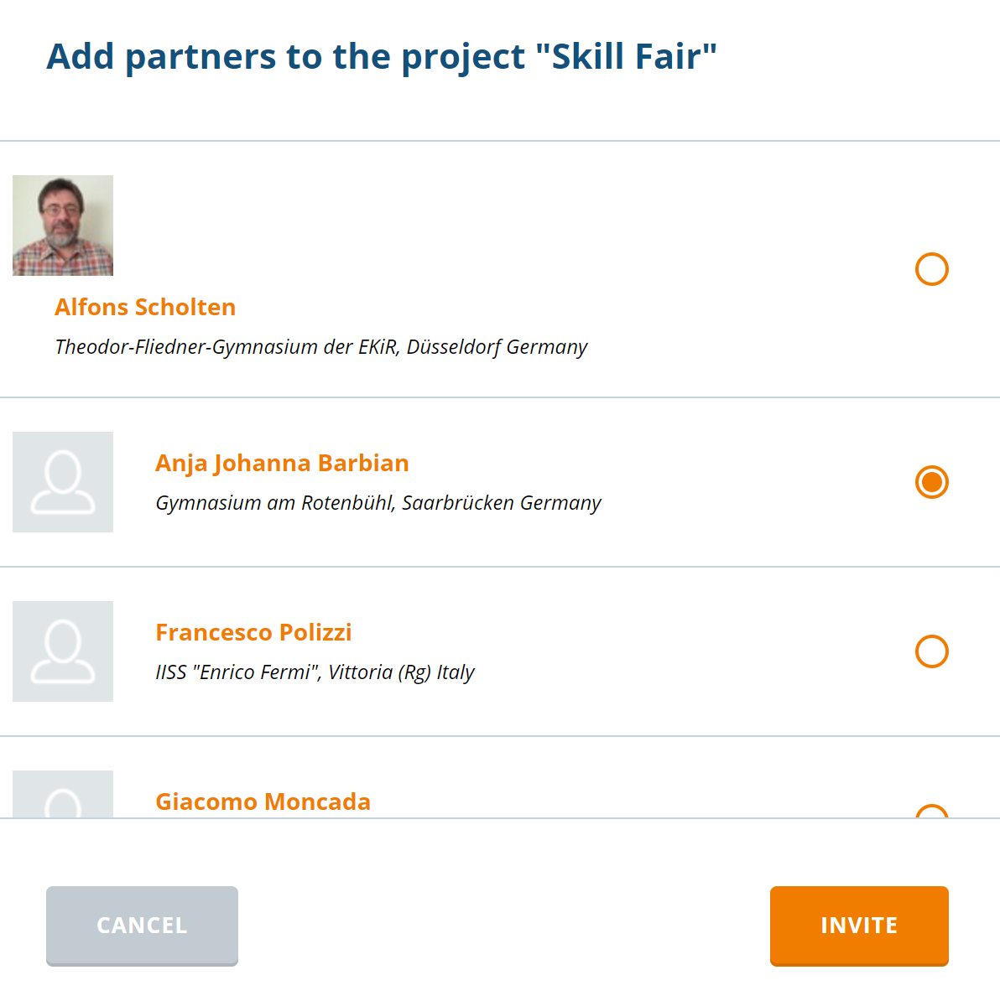 Add partners to the project "Skill Fair"
Alfons Scholten
Theodor-Fliedner-Gymnasium der EKiR, Düsseldorf Germany
Anja Johanna Barbian
Gymnasium am Rotenbühl, Saarbrücken Germany
Francesco Polizzi
IISS "Enrico Fermi", Vittoria (Rg) Italy
Giacomo Moncada
CANCEL
INVITE